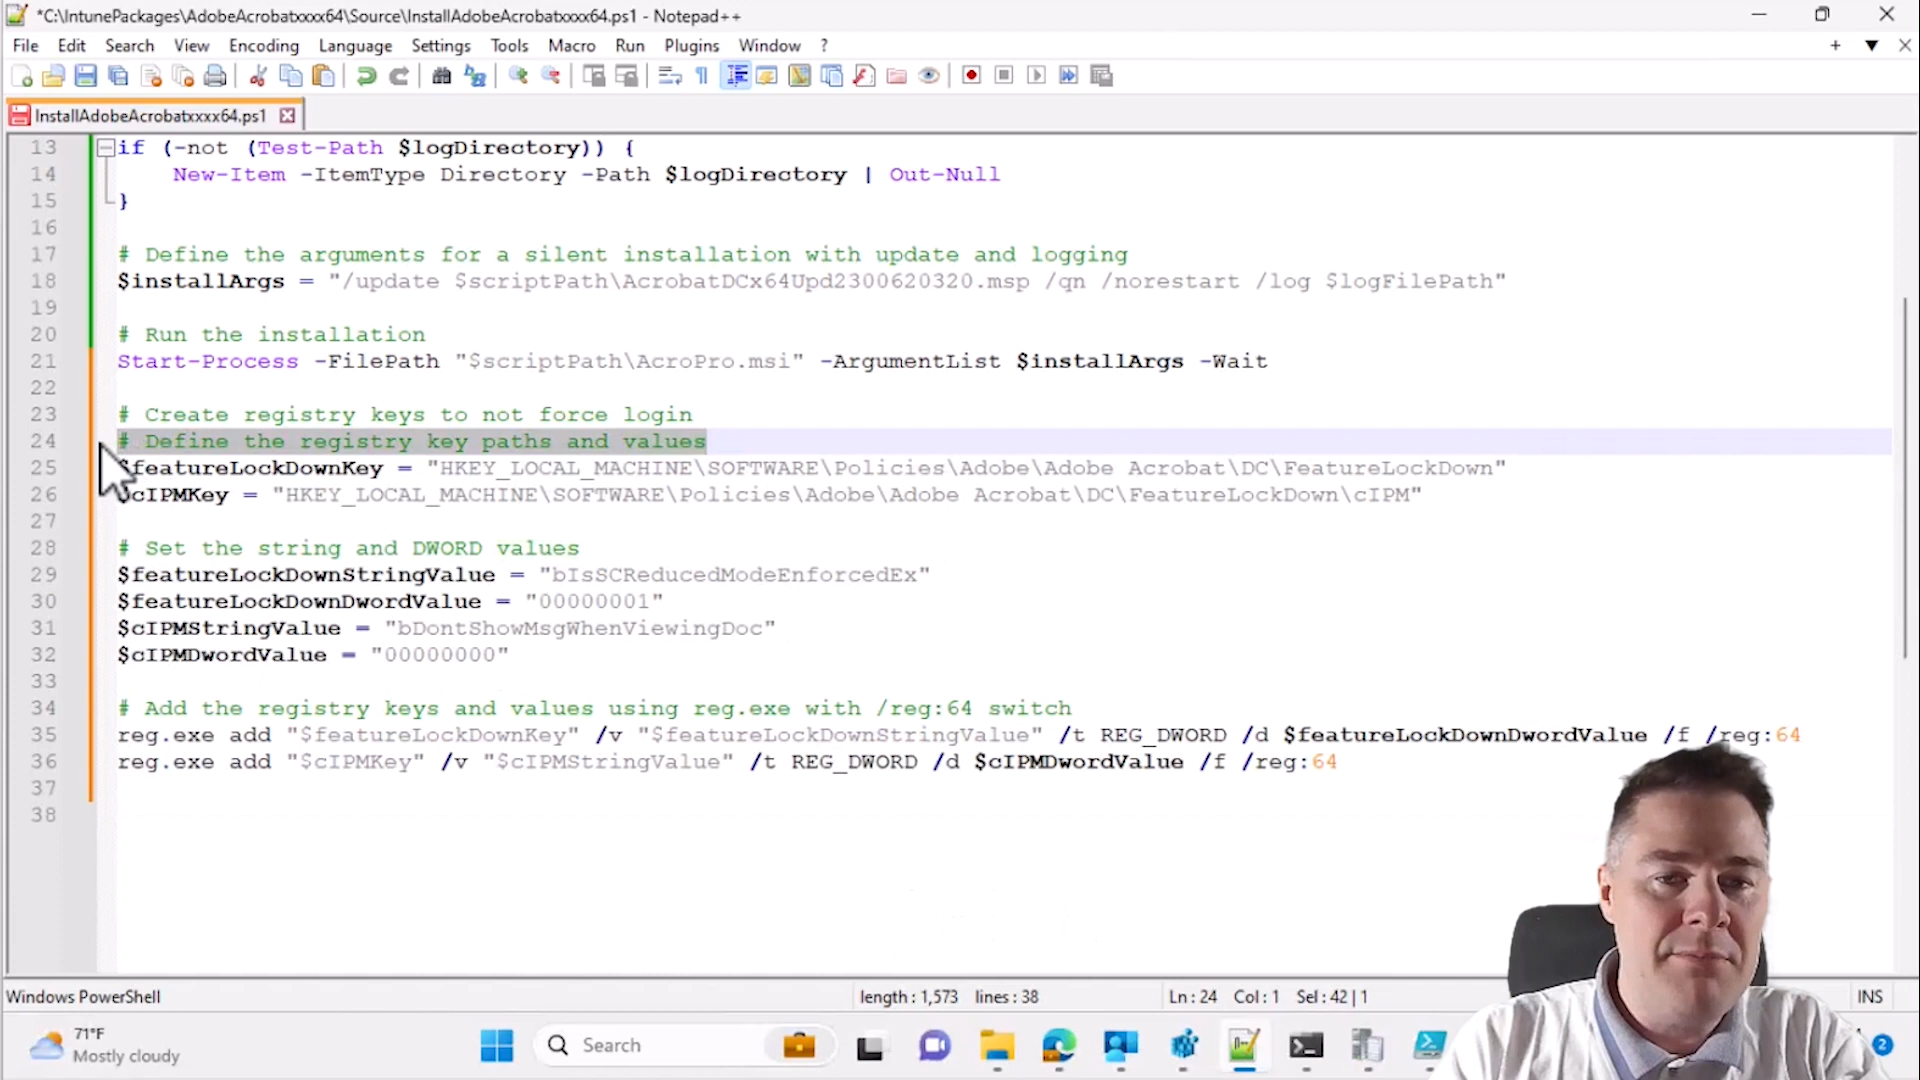 *C:\IntunePackages\AdobeAcrobatxxxx64\Source\InstallAdobeAcrobatxxxx64.ps1 - Notepad++
File Edit Search View Encoding Language Settings Tools Macro Run Plugins Window ?
InstallAdobeAcrobatxxxx64.ps1
13 if (-not (Test-Path $logDirectory)) {
14 New-Item -ItemType Directory -Path $logDirectory | Out-Null
15 }
16
17 # Define the arguments for a silent installation with update and logging
18 $installArgs = "/update $scriptPath\AcrobatDCx64Upd2300620320.msp /qn /norestart /log $logFilePath"
19
20 # Run the installation
21 Start-Process -FilePath "$scriptPath\AcroPro.msi" -ArgumentList $installArgs -Wait
22
23 # Create registry keys to not force login
24 # Define the registry key paths and values
25 $featureLockDownKey = "HKEY_LOCAL_MACHINE\SOFTWARE\Policies\Adobe\Adobe Acrobat\DC\FeatureLockDown"
26 $cIPMKey = "HKEY_LOCAL_MACHINE\SOFTWARE\Policies\Adobe\Adobe Acrobat\DC\FeatureLockDown\cIPM"
27
28 # Set the string and DWORD values
29 $featureLockDownStringValue = "bIsSCReducedModeEnforcedEx"
30 $featureLockDownDwordValue = "00000001"
31 $cIPMStringValue = "bDontShowMsgWhenViewingDoc"
32 $cIPMDwordValue = "00000000"
33
34 # Add the registry keys and values using reg.exe with /reg:64 switch
35 reg.exe add "$featureLockDownKey" /v "$featureLockDownStringValue" /t REG_DWORD /d $featureLockDownDwordValue /f /reg:64
36 reg.exe add "$cIPMKey" /v "$cIPMStringValue" /t REG_DWORD /d $cIPMDwordValue /f /reg:64
37
38
Windows PowerShell length : 1,573 lines : 38 Ln : 24 Col : 1 Sel : 42 | 1 INS
71°F
Mostly cloudy
Search
2